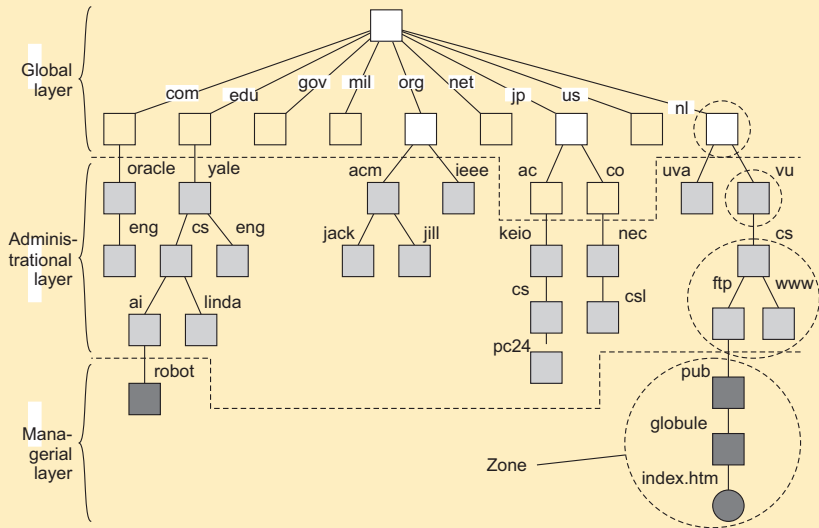 Global
layer
com
edu
gov
mil
org
net
jp
us
nl
oracle
yale
acm
ieee
ac
co
uva
vu
Adminis-
trational
layer
eng
cs
eng
jack
jill
keio
nec
cs
ai
linda
cs
csl
ftp
www
pc24
robot
pub
Mana-
gerial
layer
globule
Zone
index.htm